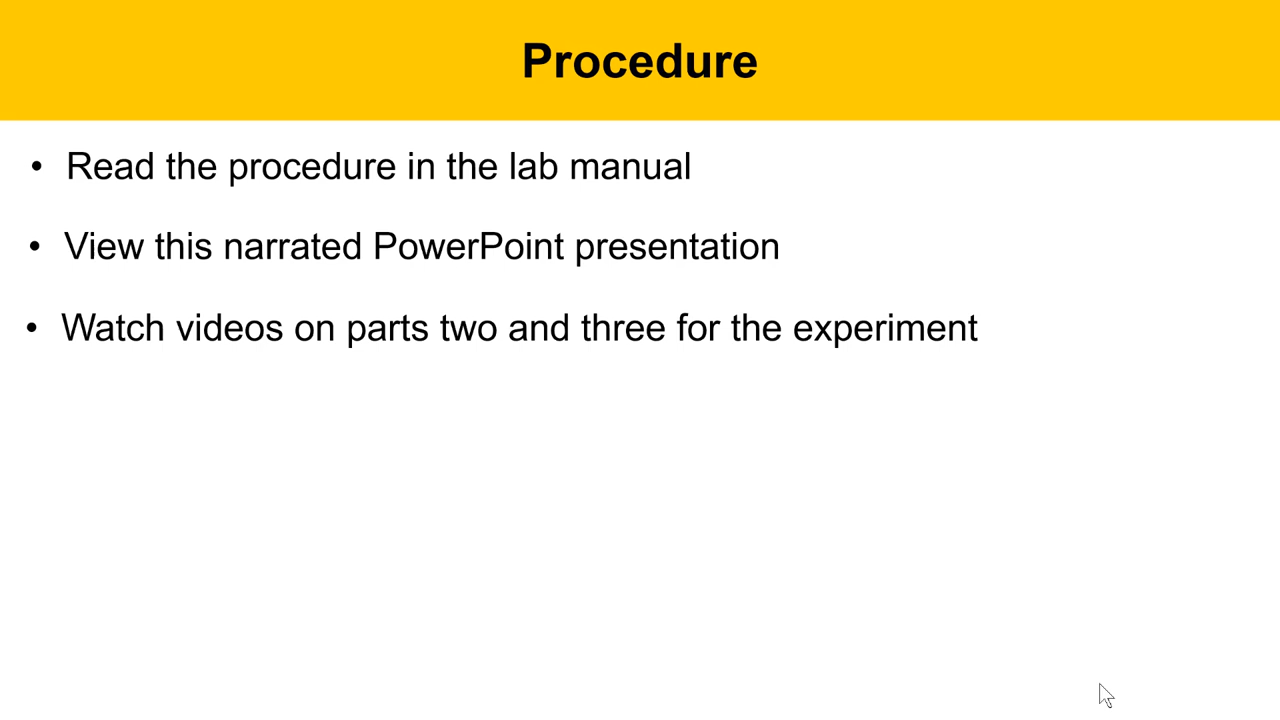 Procedure
• Read the procedure in the lab manual
• View this narrated PowerPoint presentation
• Watch videos on parts two and three for the experiment